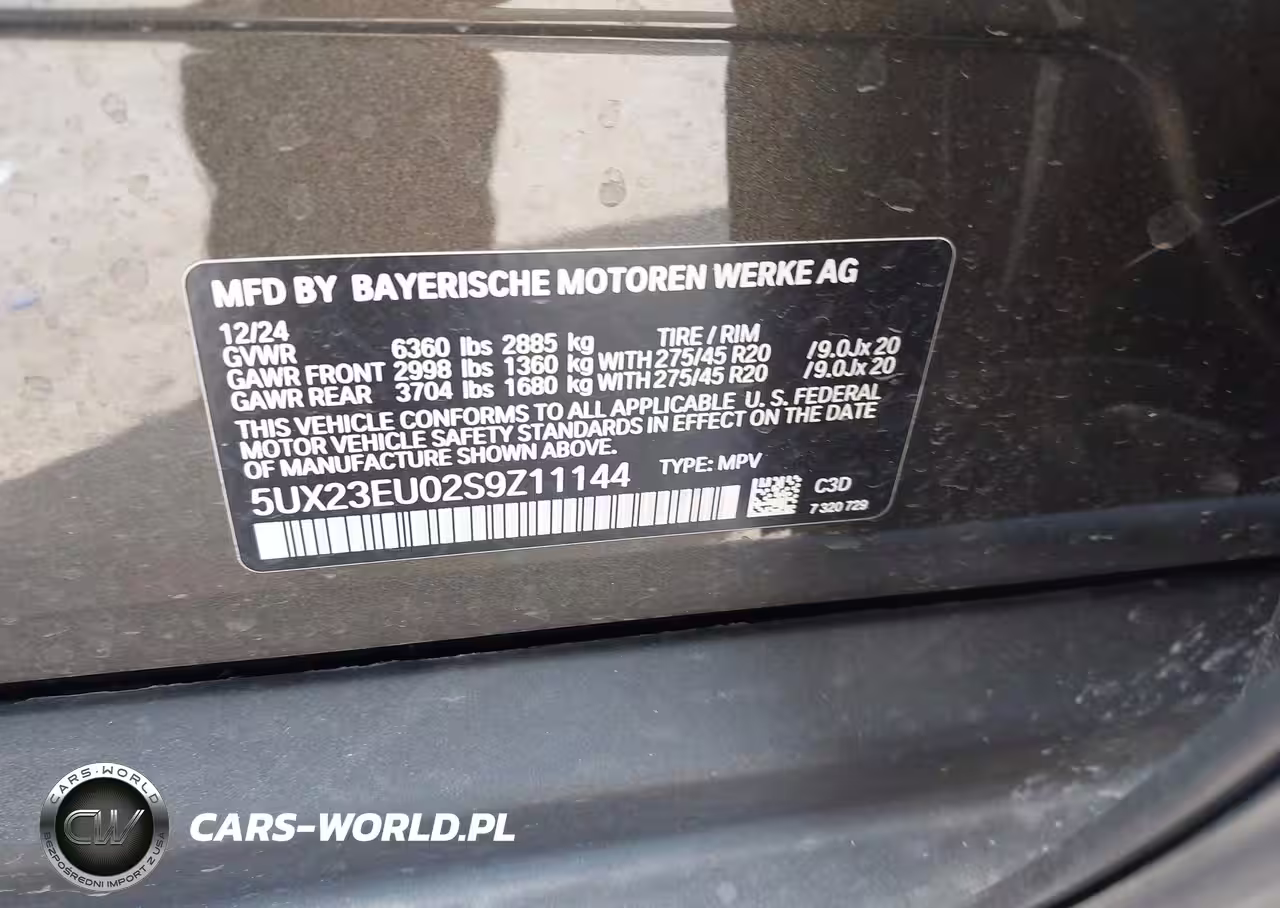 MFD BY BAYERISCHE MOTOREN WERKE AG
12/24
TIRE / RIM
GVWR 6360 lbs 2885 kg
GAWR FRONT 2998 lbs 1360 kg WITH 275/45 R20 /9.0Jx20
GAWR REAR 3704 lbs 1680 kg WITH 275/45 R20 /9.0Jx20
THIS VEHICLE CONFORMS TO ALL APPLICABLE U. S. FEDERAL
MOTOR VEHICLE SAFETY STANDARDS IN EFFECT ON THE DATE
OF MANUFACTURE SHOWN ABOVE.
5UX23EU02S9Z11144 TYPE: MPV
C3D
7 320 729
CARS-WORLD
CW
BEZPOŚREDNI IMPORT Z USA
CARS-WORLD.PL